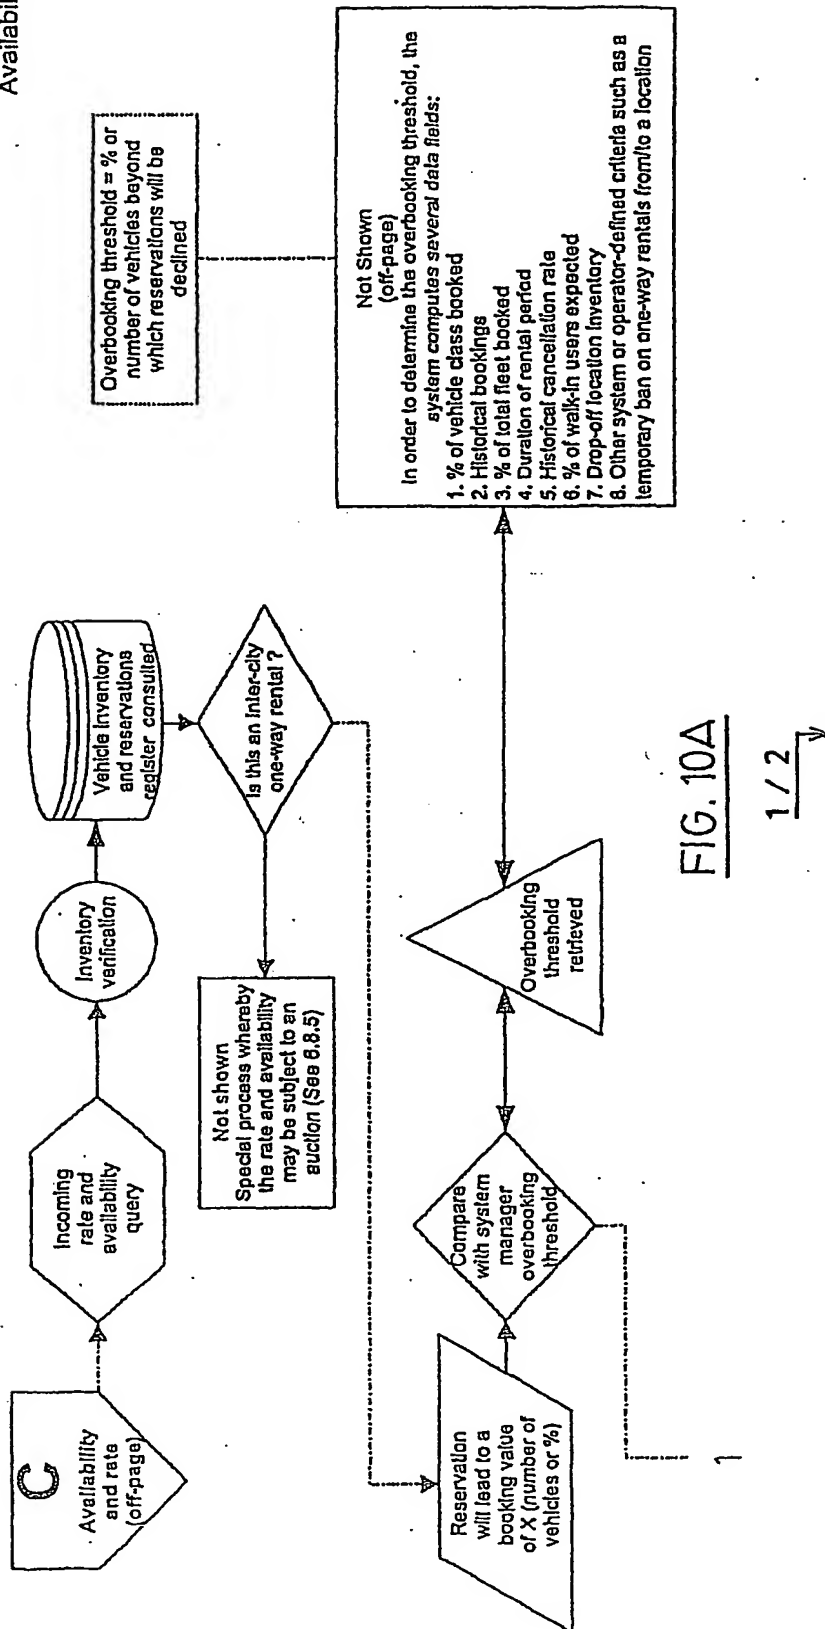 Availabil
C
Availability
and rate
(off-page)
Incoming
rate and
availability
query
Inventory
verification
Vehicle inventory
and reservations
register consulted
Overbooking threshold = % or
number of vehicles beyond
which reservations will be
declined
Not shown
Special process whereby
the rate and availability
may be subject to an
auction (See 6.8.5)
Is this an inter-city
one-way rental ?
Reservation
will lead to a
booking value
of X (number of
vehicles or %)
Compare
with system
manager
overbooking
threshold
Overbooking
threshold
retrieved
Not Shown
(off-page)
In order to determine the overbooking threshold, the
system computes several data fields:
1. % of vehicle class booked
2. Historical bookings
3. % of total fleet booked
4. Duration of rental period
5. Historical cancellation rate
6. % of walk-in users expected
7. Drop-off location inventory
8. Other system or operator-defined criteria such as a
temporary ban on one-way rentals from/to a location
1
FIG. 10A
1 / 2